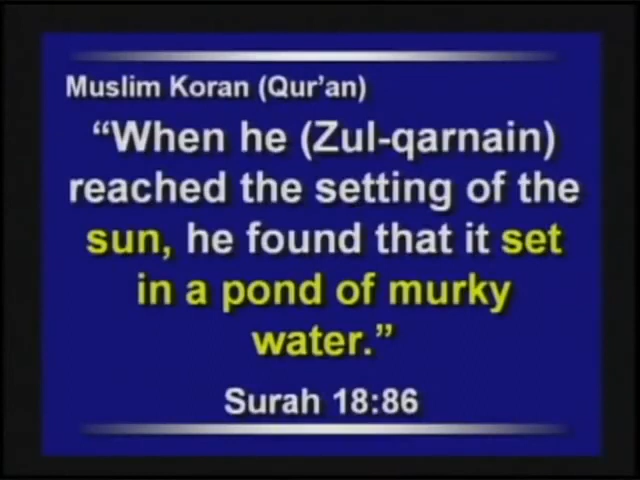 Muslim Koran (Qur'an)
“When he (Zul-qarnain)
reached the setting of the
sun, he found that it set
in a pond of murky
water.”
Surah 18:86